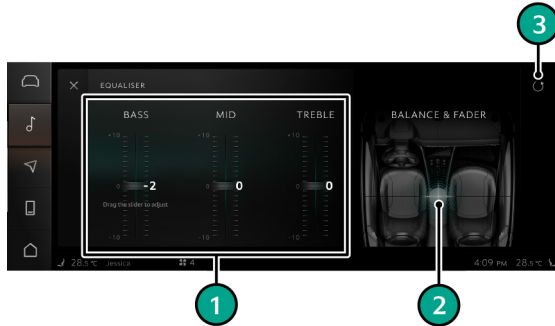 3
EQUALISER
BASS MID TREBLE BALANCE & FADER
+10 +10 +10
0 -2 0 0 0 0
Drag the slider to adjust
-10 -10 -10
28.5 °C Jessica 4 4:09 PM 28.5 °C
1 2